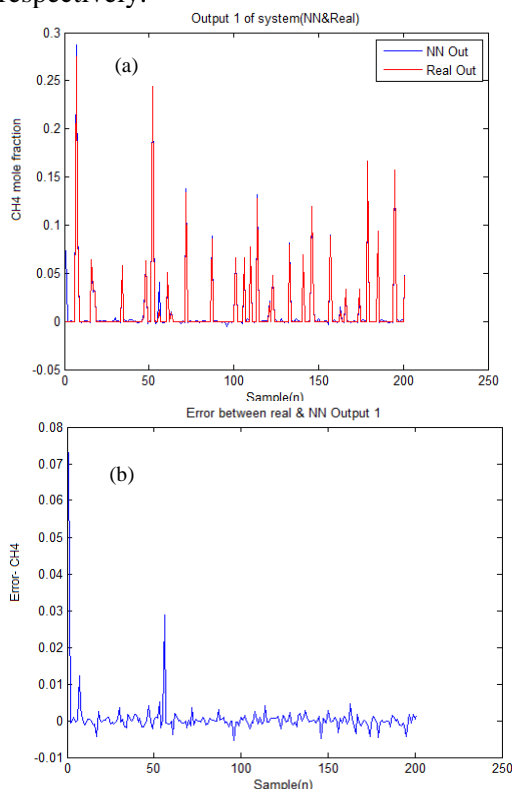 respectively.
Output 1 of system(NN&Real)
(a)
NN Out
Real Out
CH4 mole fraction
0.3
0.25
0.2
0.15
0.1
0.05
0
-0.05
0 50 100 150 200 250
Sample(n)
Error between real & NN Output 1
(b)
Error- CH4
0.08
0.07
0.06
0.05
0.04
0.03
0.02
0.01
0
-0.01
0 50 100 150 200 250
Sample(n)